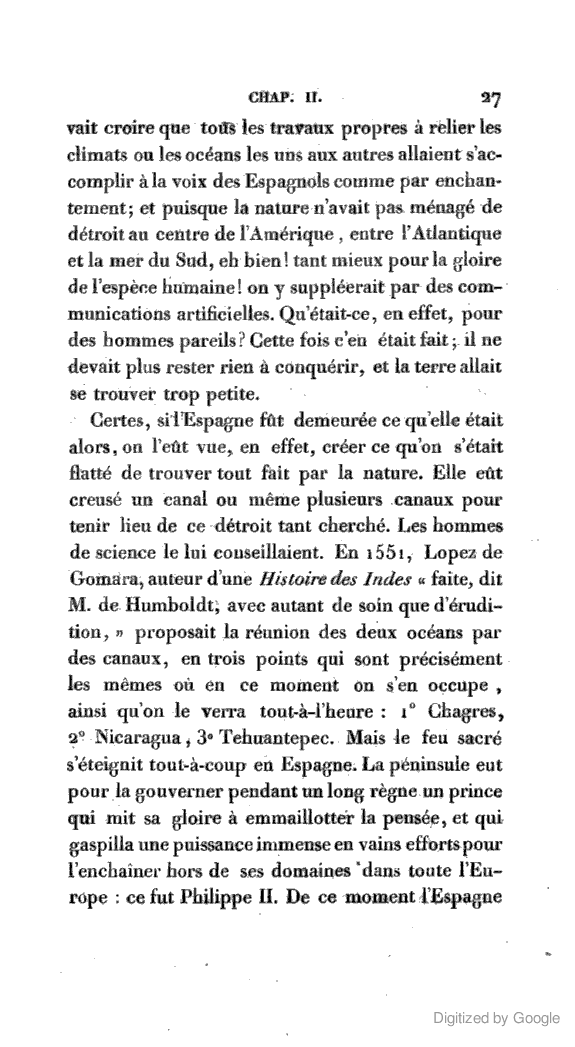 CHAP. II. 27
vait croire que tous les travaux propres à relier les
climats ou les océans les uns aux autres allaient s'ac-
complir à la voix des Espagnols comme par enchan-
tement; et puisque la nature n'avait pas ménagé de
détroit au centre de l'Amérique, entre l'Atlantique
et la mer du Sud, eh bien! tant mieux pour la gloire
de l'espèce humaine! on y suppléerait par des com-
munications artificielles. Qu'était-ce, en effet, pour
des hommes pareils? Cette fois c'en était fait; il ne
devait plus rester rien à conquérir, et la terre allait
se trouver trop petite.
Certes, si l'Espagne fût demeurée ce qu'elle était
alors, on l'eût vue, en effet, créer ce qu'on s'était
flatté de trouver tout fait par la nature. Elle eût
creusé un canal ou même plusieurs canaux pour
tenir lieu de ce détroit tant cherché. Les hommes
de science le lui conseillaient. En 1551, Lopez de
Gomara, auteur d'une Histoire des Indes « faite, dit
M. de Humboldt, avec autant de soin que d'érudi-
tion, » proposait la réunion des deux océans par
des canaux, en trois points qui sont précisément
les mêmes où en ce moment on s'en occupe,
ainsi qu'on le verra tout-à-l'heure : 1° Chagres,
2° Nicaragua, 3° Tehuantepec. Mais le feu sacré
s'éteignit tout-à-coup en Espagne. La péninsule eut
pour la gouverner pendant un long règne un prince
qui mit sa gloire à emmaillotter la pensée, et qui
gaspilla une puissance immense en vains efforts pour
l'enchaîner hors de ses domaines dans toute l'Eu-
rope : ce fut Philippe II. De ce moment l'Espagne
Digitized by Google